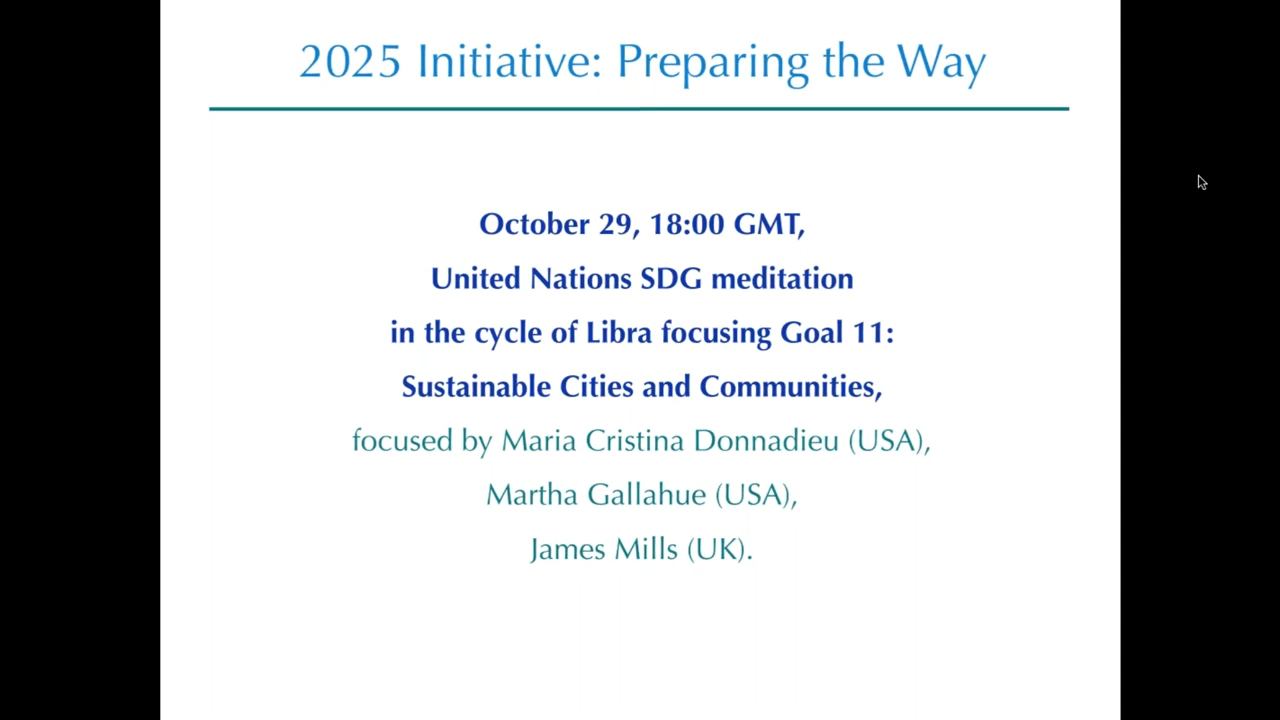 2025 Initiative: Preparing the Way
October 29, 18:00 GMT,
United Nations SDG meditation
in the cycle of Libra focusing Goal 11:
Sustainable Cities and Communities,
focused by Maria Cristina Donnadieu (USA),
Martha Gallahue (USA),
James Mills (UK).